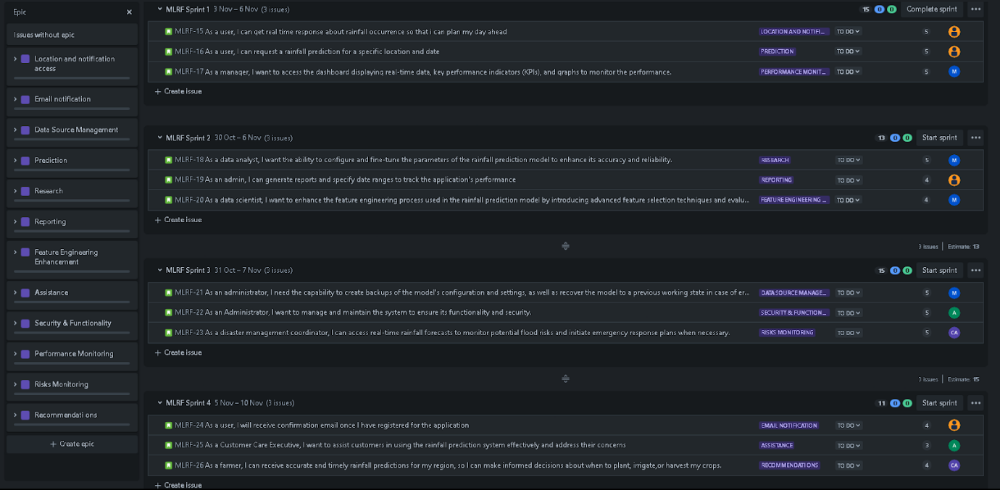 Epic
Issues without epic
Location and notification
access
Email notification
Data Source Management
Prediction
Research
Reporting
Feature Engineering
Enhancement
Assistance
Security & Functionality
Performance Monitoring
Risks Monitoring
Recommendations
+ Create epic
MLRF Sprint 1 3 Nov – 6 Nov (3 issues) 15 0 0 Complete sprint
MLRF-15 As a user, I can get real time response about rainfall occurrence so that i can plan my day ahead LOCATION AND NOTIFI... TO DO 5
MLRF-16 As a user, I can request a rainfall prediction for a specific location and date PREDICTION TO DO 5
MLRF-17 As a manager, I want to access the dashboard displaying real-time data, key performance indicators (KPIs), and graphs to monitor the performance. PERFORMANCE MONIT... TO DO 5 M
+ Create issue
MLRF Sprint 2 30 Oct – 6 Nov (3 issues) 13 0 0 Start sprint
MLRF-18 As a data analyst, I want the ability to configure and fine-tune the parameters of the rainfall prediction model to enhance its accuracy and reliability. RESEARCH TO DO 5 M
MLRF-19 As an admin, I can generate reports and specify date ranges to track the application's performance REPORTING TO DO 4
MLRF-20 As a data scientist, I want to enhance the feature engineering process used in the rainfall prediction model by introducing advanced feature selection techniques and evalu... FEATURE ENGINEERING ... TO DO 4 M
+ Create issue
3 issues | Estimate: 13
MLRF Sprint 3 31 Oct – 7 Nov (3 issues) 15 0 0 Start sprint
MLRF-21 As an administrator, I need the capability to create backups of the model's configuration and settings, as well as recover the model to a previous working state in case of er... DATA SOURCE MANAGE... TO DO 5 M
MLRF-22 As an Administrator, I want to manage and maintain the system to ensure its functionality and security. SECURITY & FUNCTION... TO DO 5 A
MLRF-23 As a disaster management coordinator, I can access real-time rainfall forecasts to monitor potential flood risks and initiate emergency response plans when necessary. RISKS MONITORING TO DO 5 CA
+ Create issue
3 issues | Estimate: 15
MLRF Sprint 4 5 Nov – 10 Nov (3 issues) 11 0 0 Start sprint
MLRF-24 As a user, I will receive confirmation email once I have registered for the application EMAIL NOTIFICATION TO DO 4
MLRF-25 As a Customer Care Executive, I want to assist customers in using the rainfall prediction system effectively and address their concerns ASSISTANCE TO DO 3 A
MLRF-26 As a farmer, I can receive accurate and timely rainfall predictions for my region, so I can make informed decisions about when to plant, irrigate,or harvest my crops. RECOMMENDATIONS TO DO 4 CA
+ Create issue